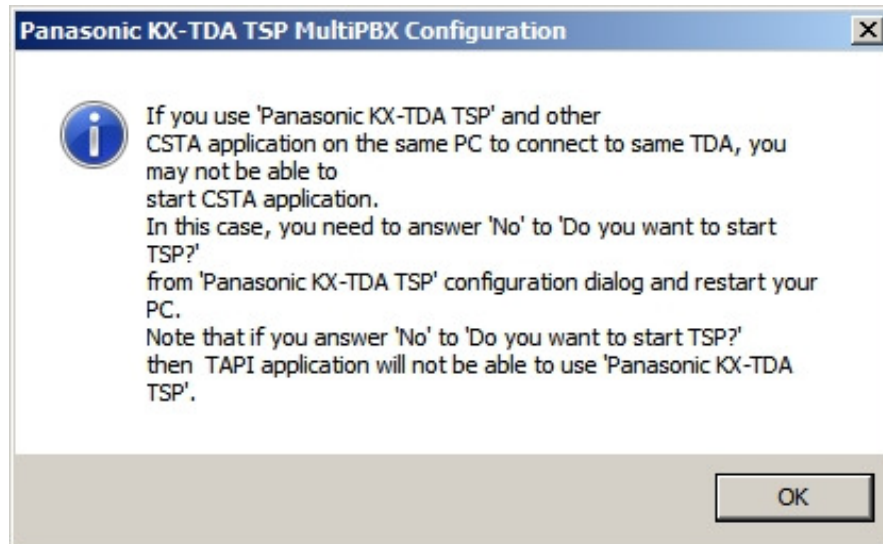 Panasonic KX-TDA TSP MultiPBX Configuration
If you use 'Panasonic KX-TDA TSP' and other
CSTA application on the same PC to connect to same TDA, you
may not be able to
start CSTA application.
In this case, you need to answer 'No' to 'Do you want to start
TSP?'
from 'Panasonic KX-TDA TSP' configuration dialog and restart your
PC.
Note that if you answer 'No' to 'Do you want to start TSP?'
then  TAPI application will not be able to use 'Panasonic KX-TDA
TSP'.
OK